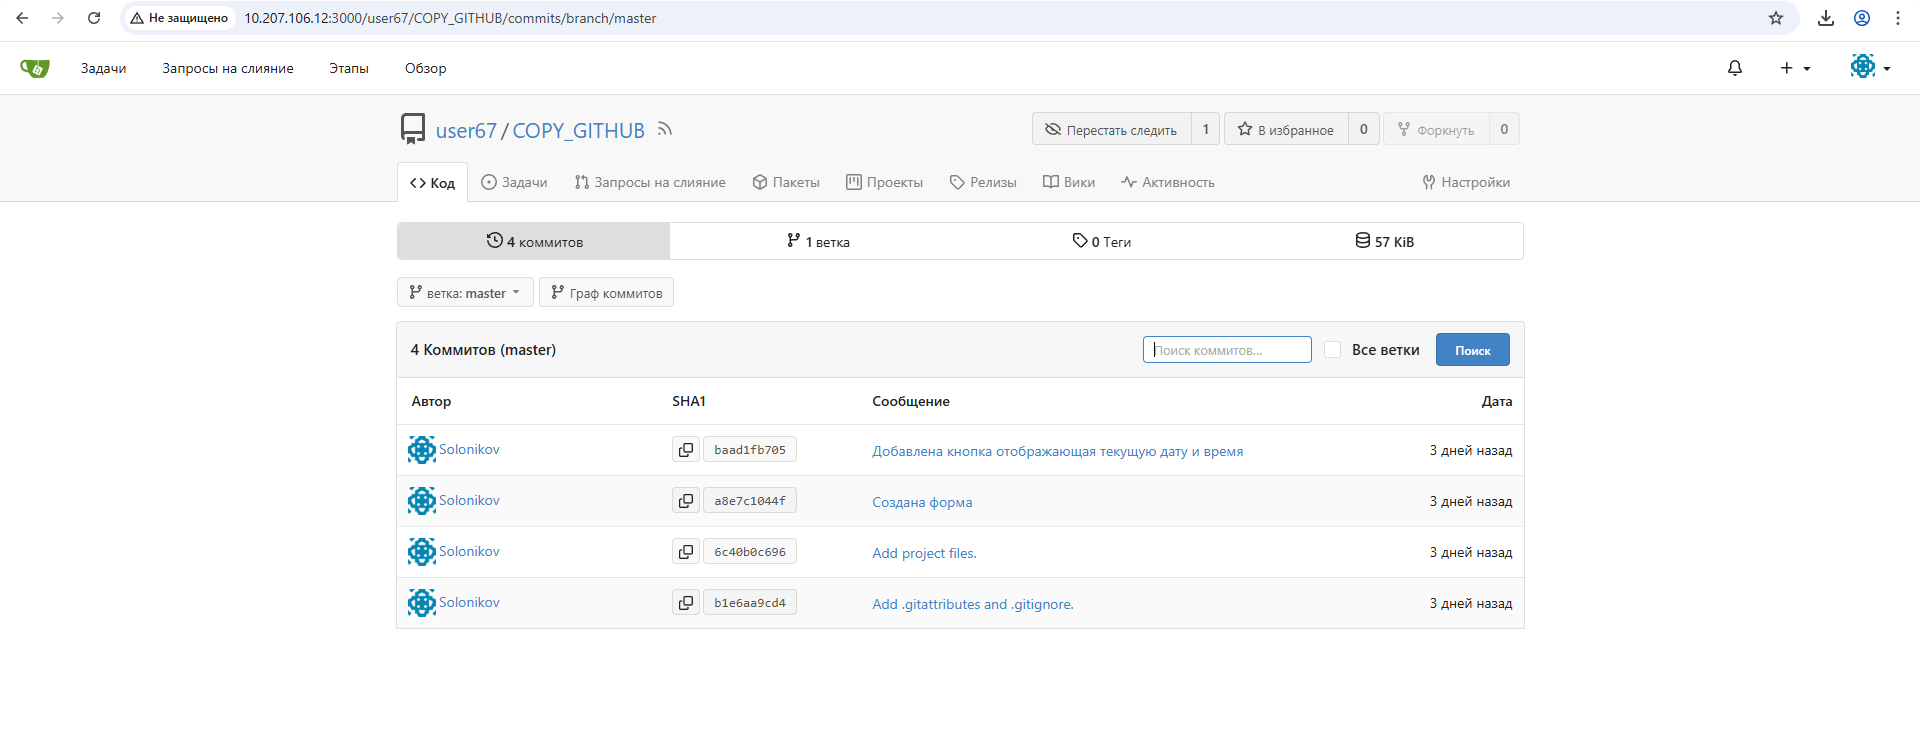 Не защищено 10.207.106.12:3000/user67/COPY_GITHUB/commits/branch/master
Задачи Запросы на слияние Этапы Обзор
user67 / COPY_GITHUB Перестать следить 1 В избранное 0 Форкнуть 0
Код Задачи Запросы на слияние Пакеты Проекты Релизы Вики Активность Настройки
4 коммитов 1 ветка 0 Теги 57 KiB
ветка: master Граф коммитов
4 Коммитов (master) Поиск коммитов... Все ветки Поиск
Автор SHA1 Сообщение Дата
Solonikov baad1fb705 Добавлена кнопка отображающая текущую дату и время 3 дней назад
Solonikov a8e7c1044f Создана форма 3 дней назад
Solonikov 6c40b0c696 Add project files. 3 дней назад
Solonikov b1e6aa9cd4 Add .gitattributes and .gitignore. 3 дней назад